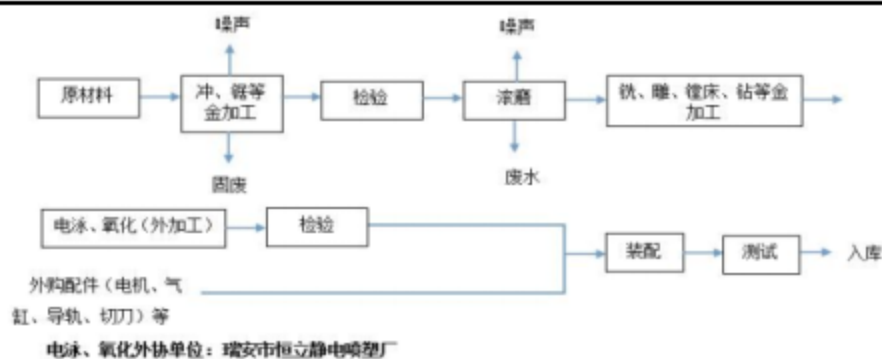 噪声
噪声
原材料
冲、锯等
金加工
检验
滚磨
铣、雕、镗床、钻等金
加工
固废
废水
电泳、氧化（外加工）
检验
装配
测试
入库
外购配件（电机、气
缸、导轨、切刀）等
电泳、氧化外协单位：瑞安市恒立静电喷塑厂